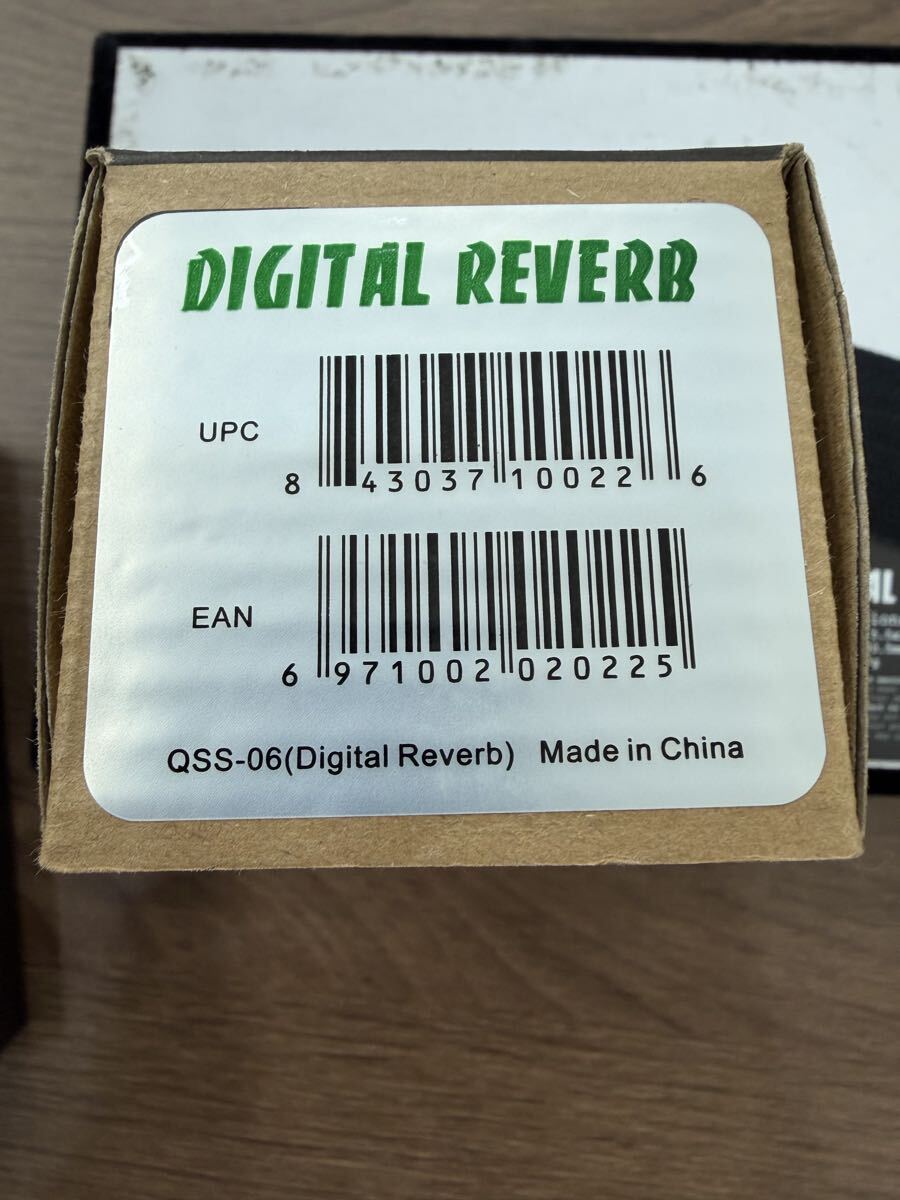 DIGITAL REVERB
UPC
8 43037 10022 6
EAN
6 971002 020225
QSS-06(Digital Reverb) Made in China